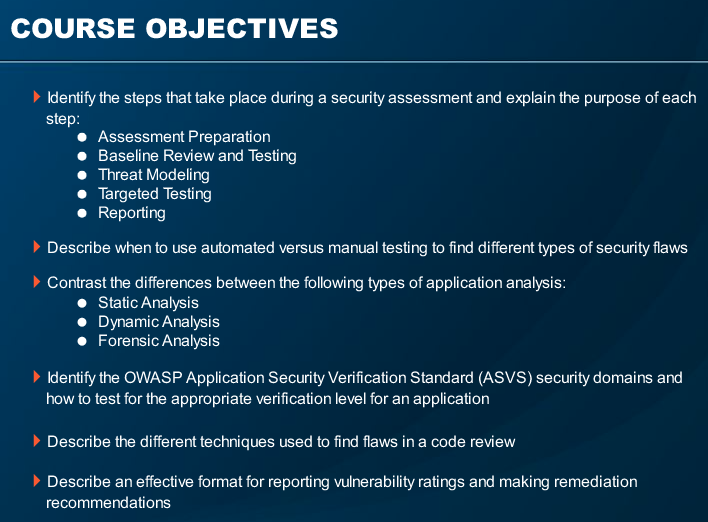 COURSE OBJECTIVES
Identify the steps that take place during a security assessment and explain the purpose of each
step:
Assessment Preparation
Baseline Review and Testing
Threat Modeling
Targeted Testing
Reporting
Describe when to use automated versus manual testing to find different types of security flaws
Contrast the differences between the following types of application analysis:
Static Analysis
Dynamic Analysis
Forensic Analysis
Identify the OWASP Application Security Verification Standard (ASVS) security domains and
how to test for the appropriate verification level for an application
Describe the different techniques used to find flaws in a code review
Describe an effective format for reporting vulnerability ratings and making remediation
recommendations